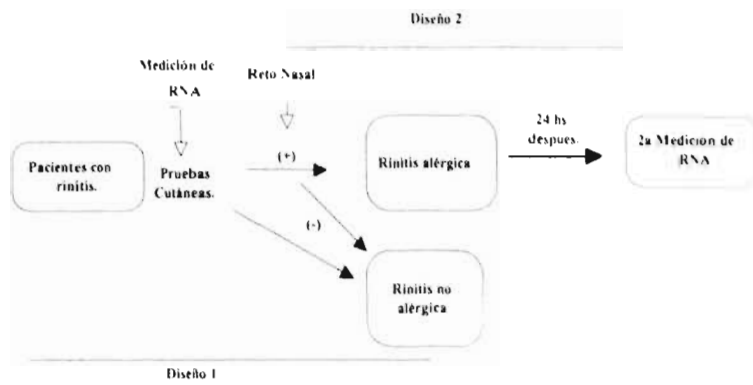 Diseño 2
Medición de
RNA
Reto Nasal
24 hs
despues.
Pacientes con
rinitis.
Pruebas
Cutáneas.
(+)
(-)
Rinitis alérgica
2a Medición de
RNA
Rinitis no
alérgica
Diseño 1